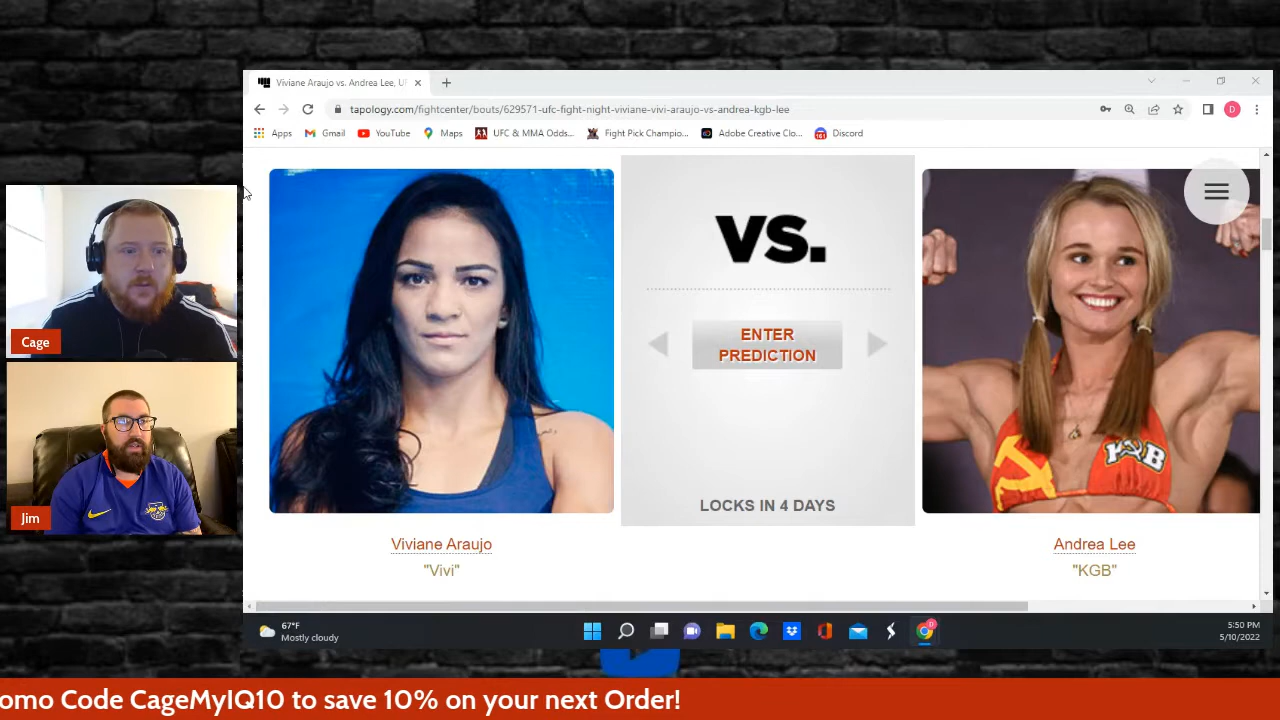 Viviane Araujo vs. Andrea Lee, U
tapology.com/fightcenter/bouts/629571-ufc-fight-night-viviane-vivi-araujo-vs-andrea-kgb-lee
D
Apps
Gmail
YouTube
Maps
UFC & MMA Odds...
Fight Pick Champio...
Adobe Creative Clo...
161
Discord
VS.
ENTER
PREDICTION
LOCKS IN 4 DAYS
KGB
Viviane Araujo
"Vivi"
Andrea Lee
"KGB"
Cage
Jim
67°F
Mostly cloudy
5:50 PM
5/10/2022
omo Code CageMyIQ10 to save 10% on your next Order!